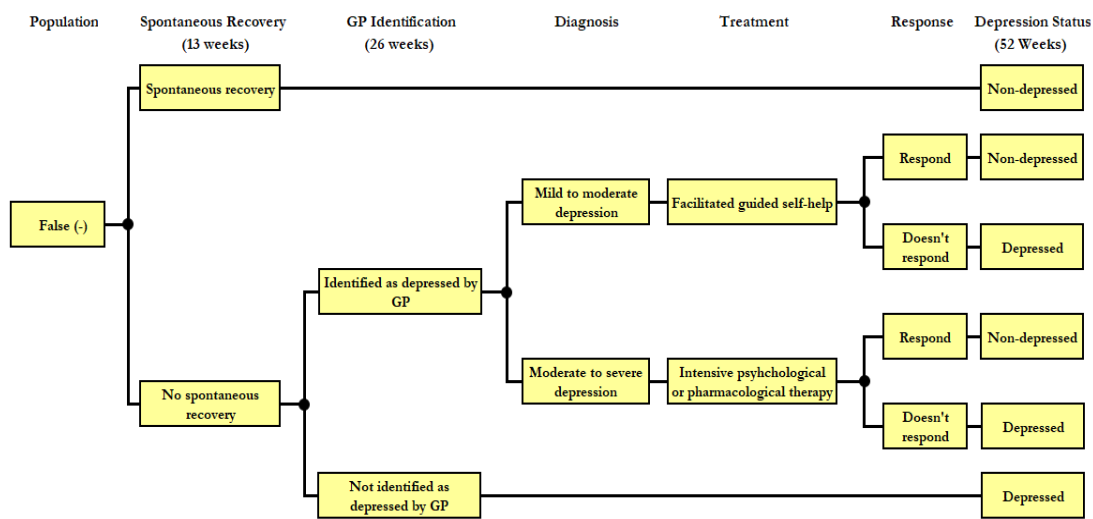 Population
Spontaneous Recovery
(13 weeks)
GP Identification
(26 weeks)
Diagnosis
Treatment
Response
Depression Status
(52 Weeks)
Spontaneous recovery
Non-depressed
Respond
Non-depressed
Mild to moderate
depression
Facilitated guided self-help
False (-)
Doesn't
respond
Depressed
Identified as depressed by
GP
Respond
Non-depressed
Moderate to severe
depression
Intensive psyhchological
or pharmacological therapy
No spontaneous
recovery
Doesn't
respond
Depressed
Not identified as
depressed by GP
Depressed